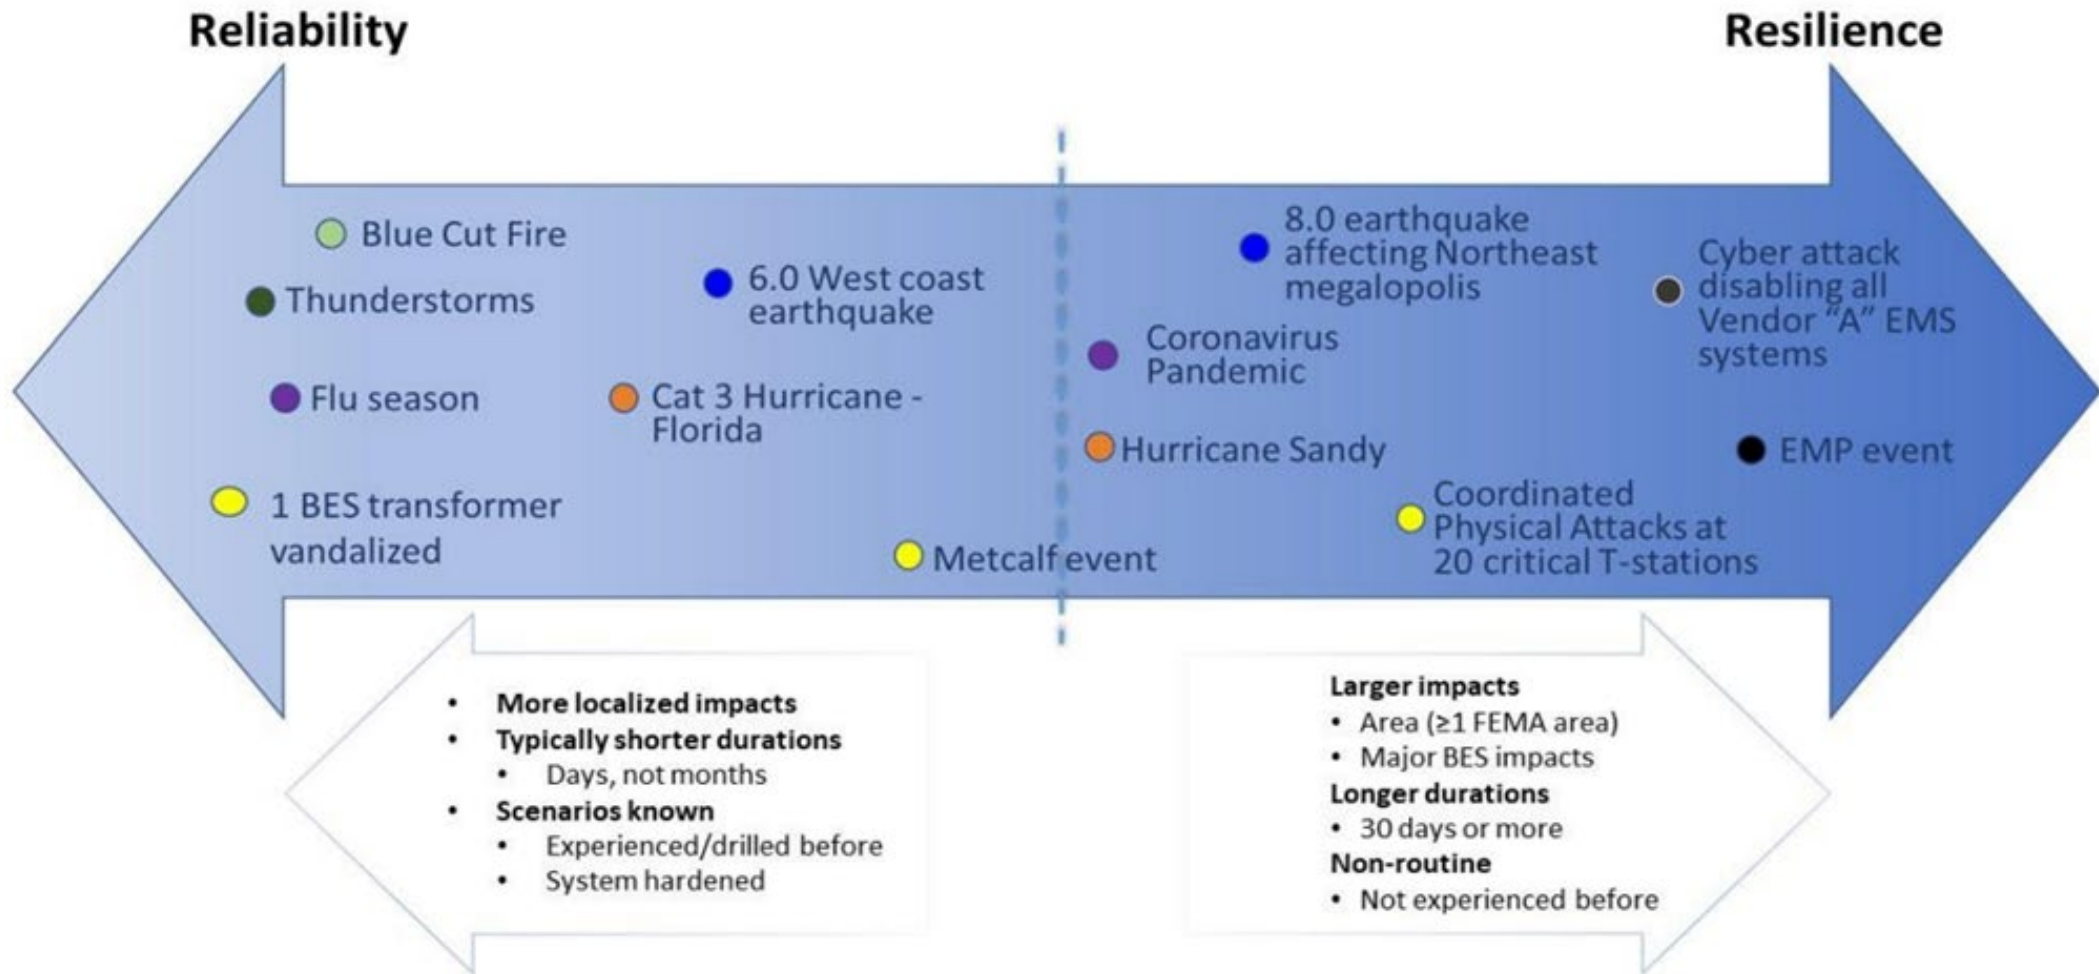 Reliability
Resilience
Blue Cut Fire
Thunderstorms
Flu season
1 BES transformer
vandalized
6.0 West coast
earthquake
Cat 3 Hurricane -
Florida
Metcalf event
8.0 earthquake
affecting Northeast
megalopolis
Coronavirus
Pandemic
Hurricane Sandy
Coordinated
Physical Attacks at
20 critical T-stations
Cyber attack
disabling all
Vendor “A” EMS
systems
EMP event
• More localized impacts
• Typically shorter durations
• Days, not months
• Scenarios known
• Experienced/drilled before
• System hardened
Larger impacts
• Area (≥1 FEMA area)
• Major BES impacts
Longer durations
• 30 days or more
Non-routine
• Not experienced before